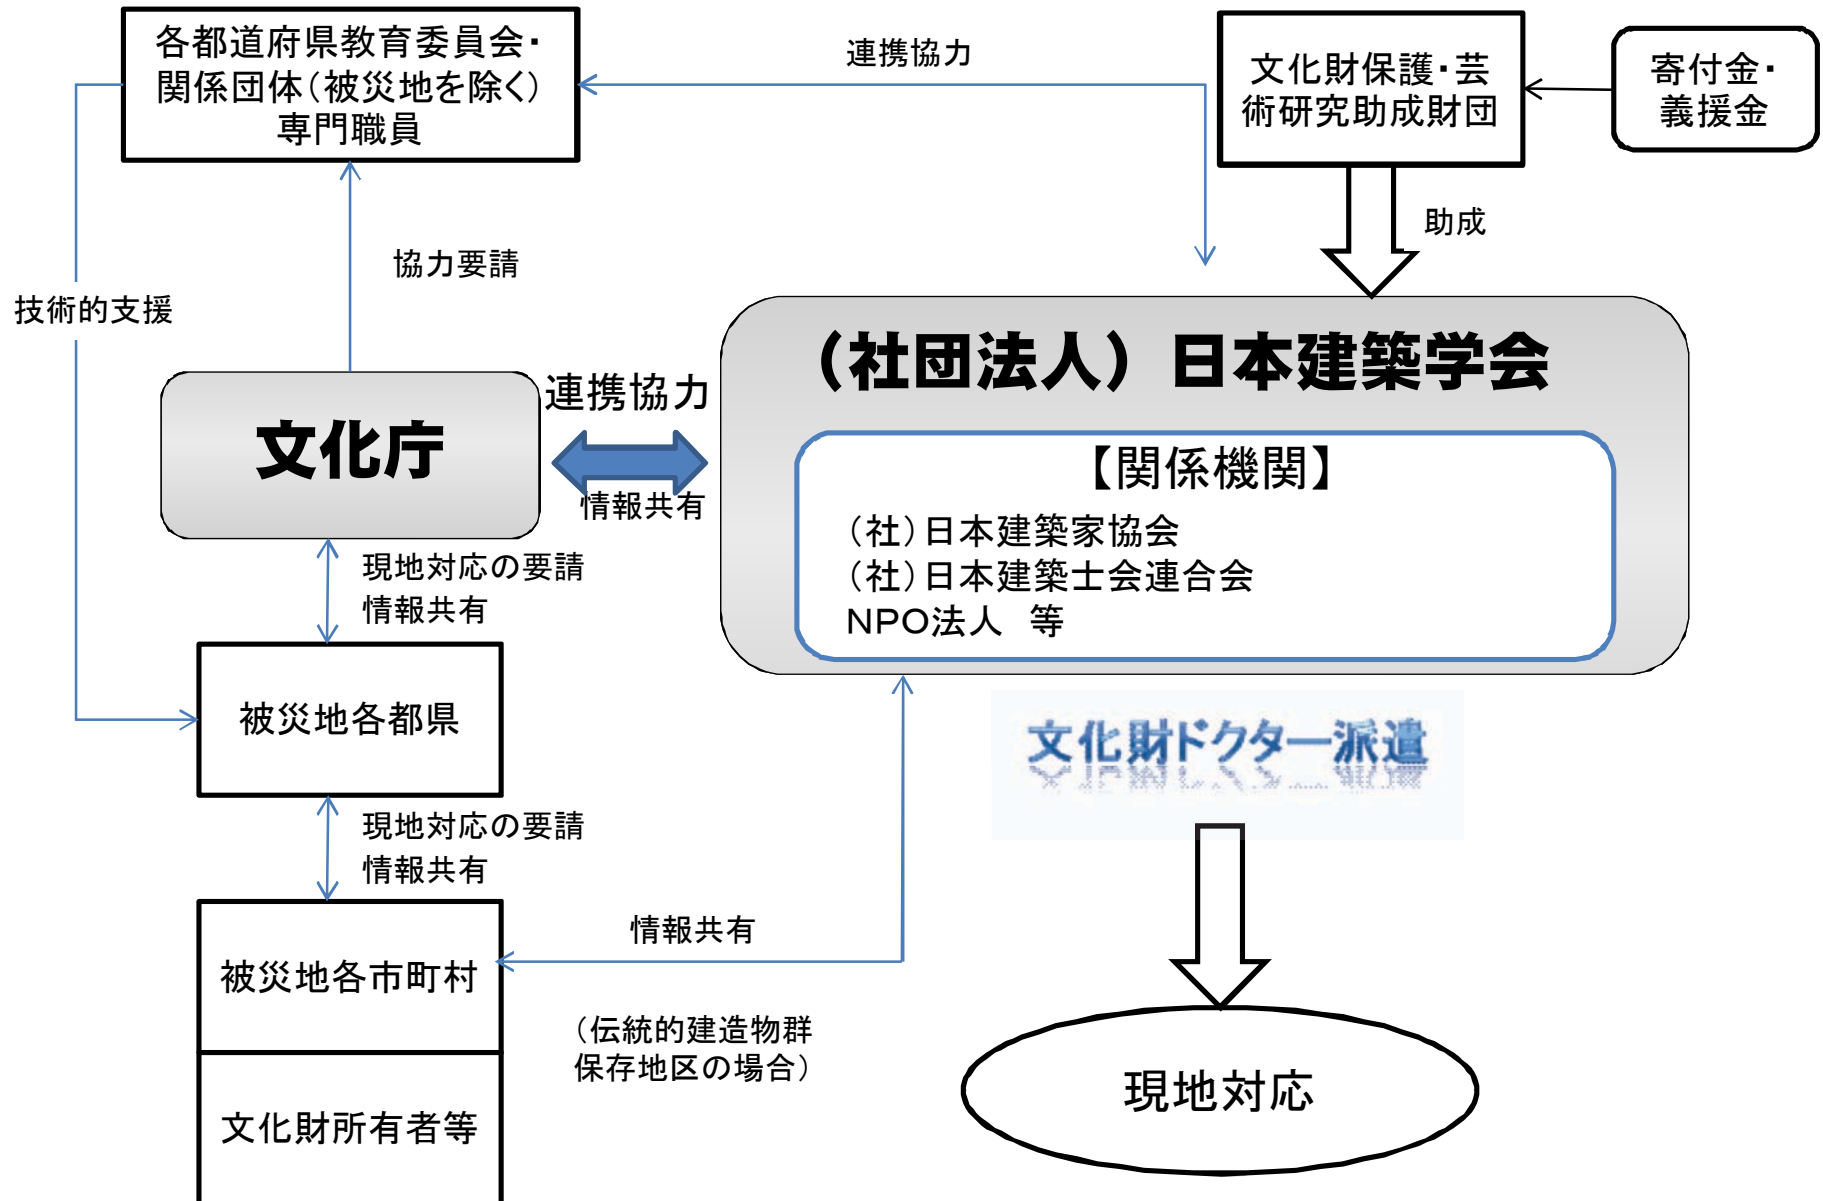 各都道府県教育委員会・
関係団体（被災地を除く）
専門職員
連携協力
文化財保護・芸
術研究助成財団
寄付金・
義援金
助成
協力要請
技術的支援
（社団法人）日本建築学会
連携協力
文化庁
情報共有
【関係機関】
（社）日本建築家協会
（社）日本建築士会連合会
NPO法人　等
現地対応の要請
情報共有
被災地各都県
文化財ドクター派遣
現地対応の要請
情報共有
情報共有
被災地各市町村
（伝統的建造物群
保存地区の場合）
現地対応
文化財所有者等